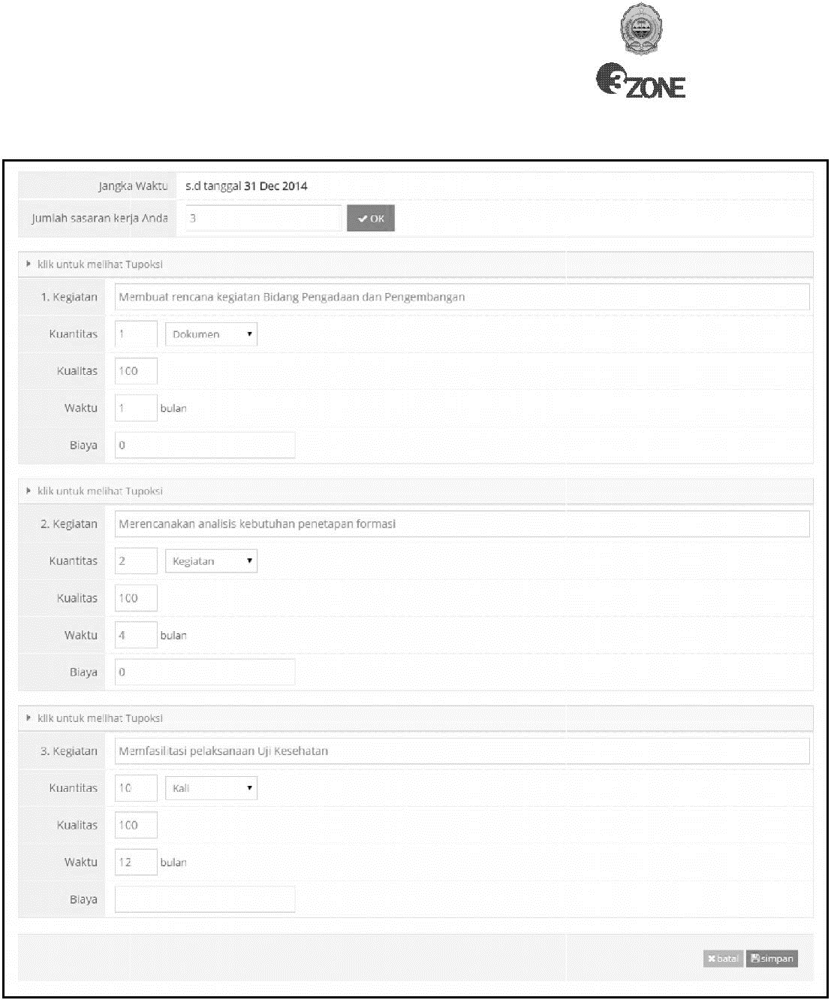 3ZONE
Jangka Waktu s.d tanggal 31 Dec 2014
Jumlah sasaran kerja Anda 3 OK
klik untuk melihat Tupoksi
1. Kegiatan Membuat rencana kegiatan Bidang Pengadaan dan Pengembangan
Kuantitas 1 Dokumen
Kualitas 100
Waktu 1 bulan
Biaya 0
klik untuk melihat Tupoksi
2. Kegiatan Merencanakan analisis kebutuhan penetapan formasi
Kuantitas 2 Kegiatan
Kualitas 100
Waktu 4 bulan
Biaya 0
klik untuk melihat Tupoksi
3. Kegiatan Memfasilitasi pelaksanaan Uji Kesehatan
Kuantitas 10 Kali
Kualitas 100
Waktu 12 bulan
Biaya
batal simpan